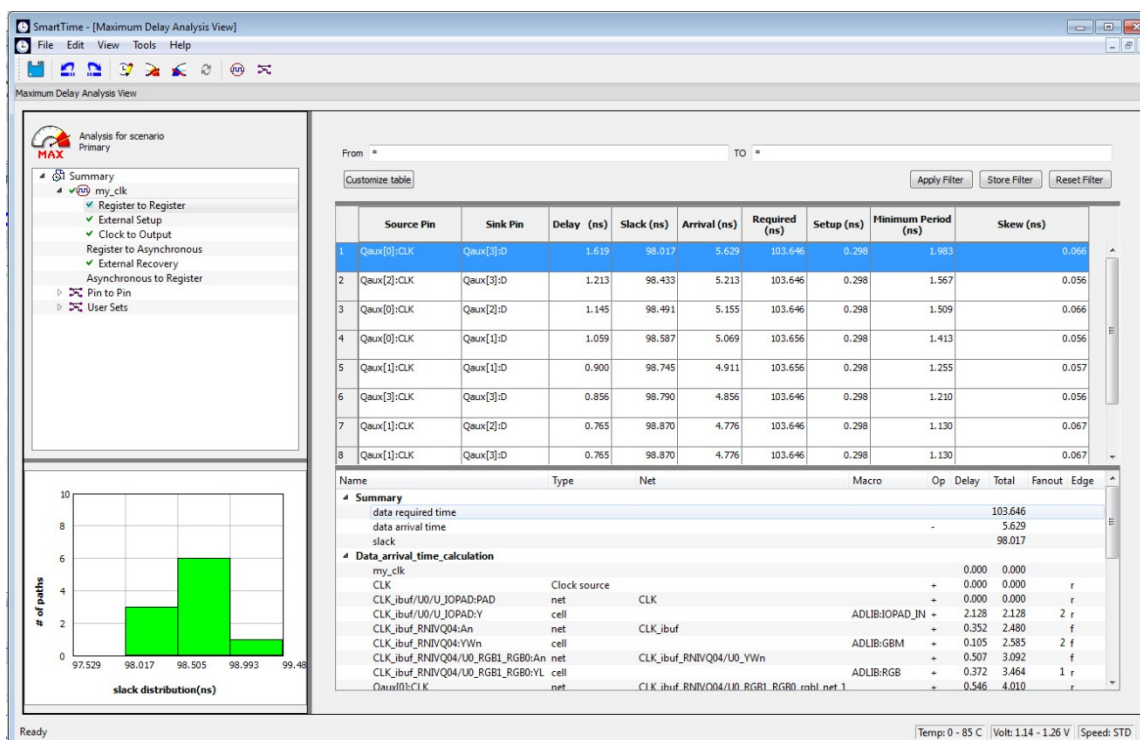 SmartTime - [Maximum Delay Analysis View]
File Edit View Tools Help
Maximum Delay Analysis View
MAX
Analysis for scenario
Primary
Summary
my_clk
Register to Register
External Setup
Clock to Output
Register to Asynchronous
External Recovery
Asynchronous to Register
Pin to Pin
User Sets
From * TO *
Customize table Apply Filter Store Filter Reset Filter
Source Pin Sink Pin Delay (ns) Slack (ns) Arrival (ns) Required (ns) Setup (ns) Minimum Period (ns) Skew (ns)
1 Qaux[0]:CLK Qaux[3]:D 1.619 98.017 5.629 103.646 0.298 1.983 0.066
2 Qaux[2]:CLK Qaux[3]:D 1.213 98.433 5.213 103.646 0.298 1.567 0.056
3 Qaux[0]:CLK Qaux[2]:D 1.145 98.491 5.155 103.646 0.298 1.509 0.066
4 Qaux[0]:CLK Qaux[1]:D 1.059 98.587 5.069 103.656 0.298 1.413 0.056
5 Qaux[1]:CLK Qaux[1]:D 0.900 98.745 4.911 103.656 0.298 1.255 0.057
6 Qaux[3]:CLK Qaux[3]:D 0.856 98.790 4.856 103.646 0.298 1.210 0.056
7 Qaux[1]:CLK Qaux[2]:D 0.765 98.870 4.776 103.646 0.298 1.130 0.067
8 Qaux[1]:CLK Qaux[3]:D 0.765 98.870 4.776 103.646 0.298 1.130 0.067
Name Type Net Macro Op Delay Total Fanout Edge
Summary
data required time 103.646
data arrival time - 5.629
slack 98.017
Data_arrival_time_calculation
my_clk 0.000 0.000
CLK Clock source + 0.000 0.000 r
CLK_ibuf/U0/U_IOPAD:PAD net CLK + 0.000 0.000 r
CLK_ibuf/U0/U_IOPAD:Y cell ADLIB:IOPAD_IN + 2.128 2.128 2 r
CLK_ibuf_RNIVQ04:An net CLK_ibuf + 0.352 2.480 f
CLK_ibuf_RNIVQ04:YWn cell ADLIB:GBM + 0.105 2.585 2 f
CLK_ibuf_RNIVQ04/U0_RGB1_RGB0:An net CLK_ibuf_RNIVQ04/U0_YWn + 0.507 3.092 f
CLK_ibuf_RNIVQ04/U0_RGB1_RGB0:YL cell ADLIB:RGB + 0.372 3.464 1 r
Qaux[0]:CLK net CLK_ibuf_RNIVQ04/U0_RGB1_RGB0_rgbl_net_1 + 0.546 4.010 r
# of paths
10
8
6
4
2
0
97.529 98.017 98.505 98.993 99.48
slack distribution(ns)
Ready Temp: 0 - 85 C Volt: 1.14 - 1.26 V Speed: STD